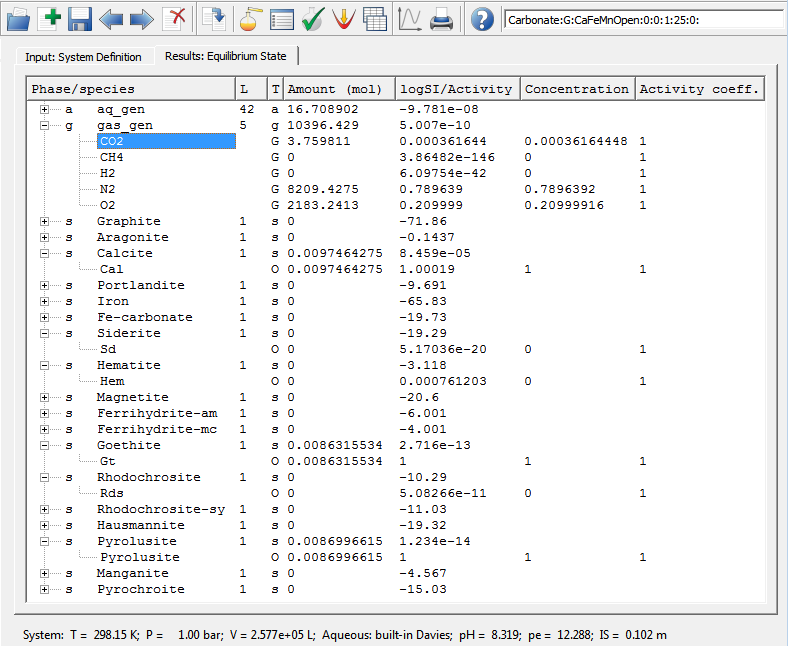 Carbonate:G:CaFeMnOpen:0:0:1:25:0:
Input: System Definition Results: Equilibrium State
Phase/species L T Amount (mol) logSI/Activity Concentration Activity coeff.
a aq_gen 42 a 16.708902 -9.781e-08
g gas_gen 5 g 10396.429 5.007e-10
CO2 G 3.759811 0.000361644 0.00036164448 1
CH4 G 0 3.86482e-146 0 1
H2 G 0 6.09754e-42 0 1
N2 G 8209.4275 0.789639 0.7896392 1
O2 G 2183.2413 0.209999 0.20999916 1
s Graphite 1 s 0 -71.86
s Aragonite 1 s 0 -0.1437
s Calcite 1 s 0.0097464275 8.459e-05
Cal O 0.0097464275 1.00019 1 1
s Portlandite 1 s 0 -9.691
s Iron 1 s 0 -65.83
s Fe-carbonate 1 s 0 -19.73
s Siderite 1 s 0 -19.29
Sd O 0 5.17036e-20 0 1
s Hematite 1 s 0 -3.118
Hem O 0 0.000761203 0 1
s Magnetite 1 s 0 -20.6
s Ferrihydrite-am 1 s 0 -6.001
s Ferrihydrite-mc 1 s 0 -4.001
s Goethite 1 s 0.0086315534 2.716e-13
Gt O 0.0086315534 1 1 1
s Rhodochrosite 1 s 0 -10.29
Rds O 0 5.08266e-11 0 1
s Rhodochrosite-sy 1 s 0 -11.03
s Hausmannite 1 s 0 -19.32
s Pyrolusite 1 s 0.0086996615 1.234e-14
Pyrolusite O 0.0086996615 1 1 1
s Manganite 1 s 0 -4.567
s Pyrochroite 1 s 0 -15.03
System: T = 298.15 K; P = 1.00 bar; V = 2.577e+05 L; Aqueous: built-in Davies; pH = 8.319; pe = 12.288; IS = 0.102 m